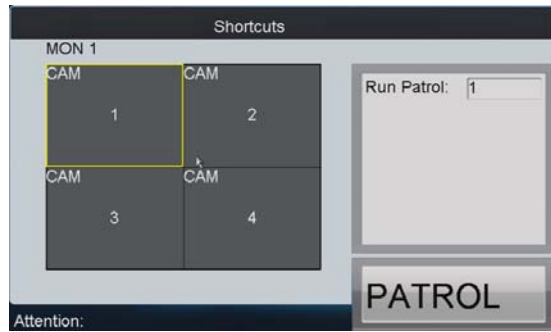 Shortcuts
MON 1
CAM
1
CAM
2
CAM
3
CAM
4
Run Patrol: 1
PATROL
Attention: